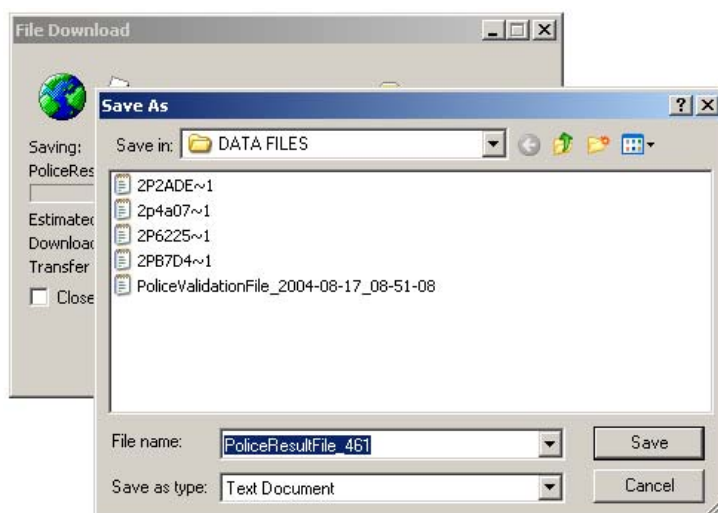 File Download
Save As
Save in: DATA FILES
Saving:
PoliceRes
Estimated
Download
Transfer
Close
2P2ADE~1
2p4a07~1
2P6225~1
2PB7D4~1
PoliceValidationFile_2004-08-17_08-51-08
File name: PoliceResultFile_461 Save
Save as type: Text Document Cancel